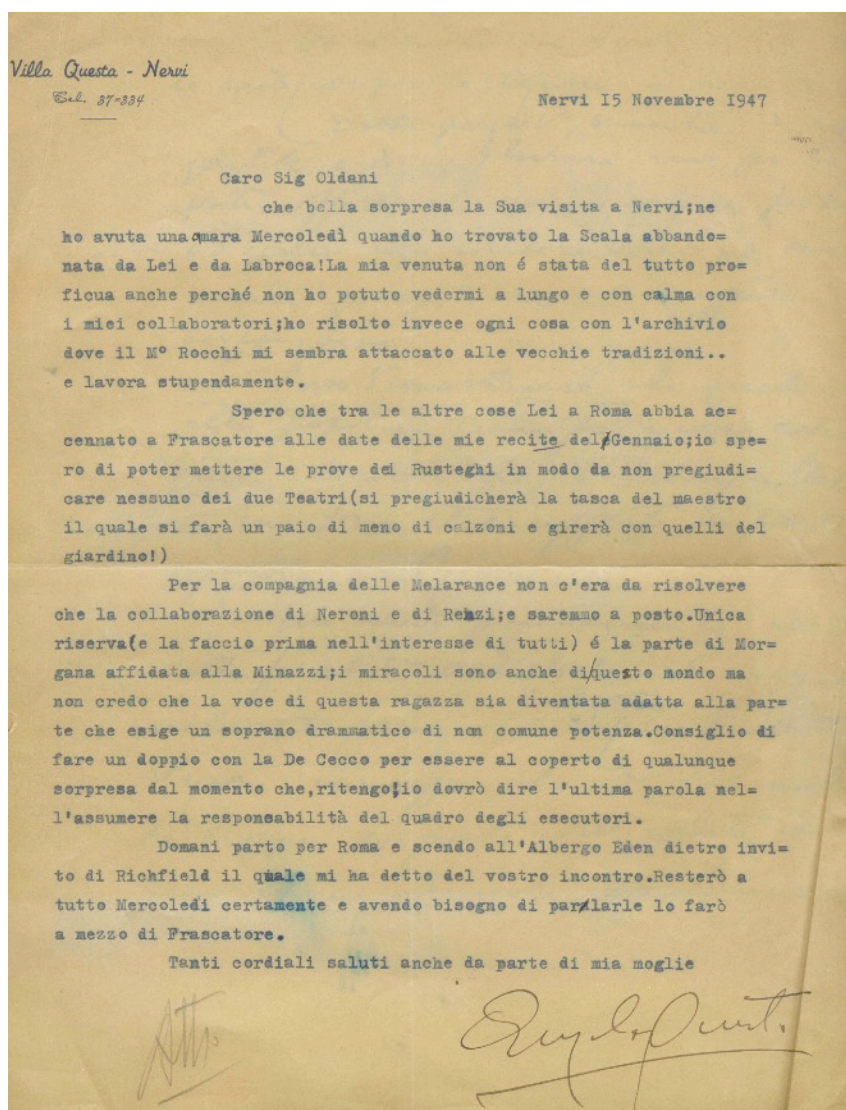 Villa Questa - Nervi
Tel. 37-334
Nervi I5 Novembre I947
Caro Sig Oldani
che bella sorpresa la Sua visita a Nervi;ne
ho avuta una amara Mercoledì quando ho trovato la Scala abbando=
nata da Lei e da Labroca!La mia venuta non é stata del tutto pro=
ficua anche perché non ho potuto vedermi a lungo e con calma con
i miei collaboratori;ho risolto invece ogni cosa con l'archivio
dove il Mº Rocchi mi sembra attaccato alle vecchie tradizioni..
e lavora stupendamente.
Spero che tra le altre cose Lei a Roma abbia ac=
cennato a Frascatore alle date delle mie recite del Gennaio;io spe=
ro di poter mettere le prove dei Rusteghi in modo da non pregiudi=
care nessuno dei due Teatri(si pregiudicherà la tasca del maestro
il quale si farà un paio di meno di calzoni e girerà con quelli del
giardino!)
Per la compagnia delle Melarance non c'era da risolvere
che la collaborazione di Neroni e di Renzi;e saremmo a posto.Unica
riserva(e la faccio prima nell'interesse di tutti) é la parte di Mor=
gana affidata alla Minazzi;i miracoli sono anche di questo mondo ma
non credo che la voce di questa ragazza sia diventata adatta alla par=
te che esige un soprano drammatico di non comune potenza.Consiglio di
fare un doppio con la De Cecco per essere al coperto di qualunque
sorpresa dal momento che,ritengo,io dovrò dire l'ultima parola nel=
l'assumere la responsabilità del quadro degli esecutori.
Domani parto per Roma e scendo all'Albergo Eden dietro invi=
to di Richfield il quale mi ha detto del vostro incontro.Resterò a
tutto Mercoledi certamente e avendo bisogno di parlarle lo farò
a mezzo di Frascatore.
Tanti cordiali saluti anche da parte di mia moglie